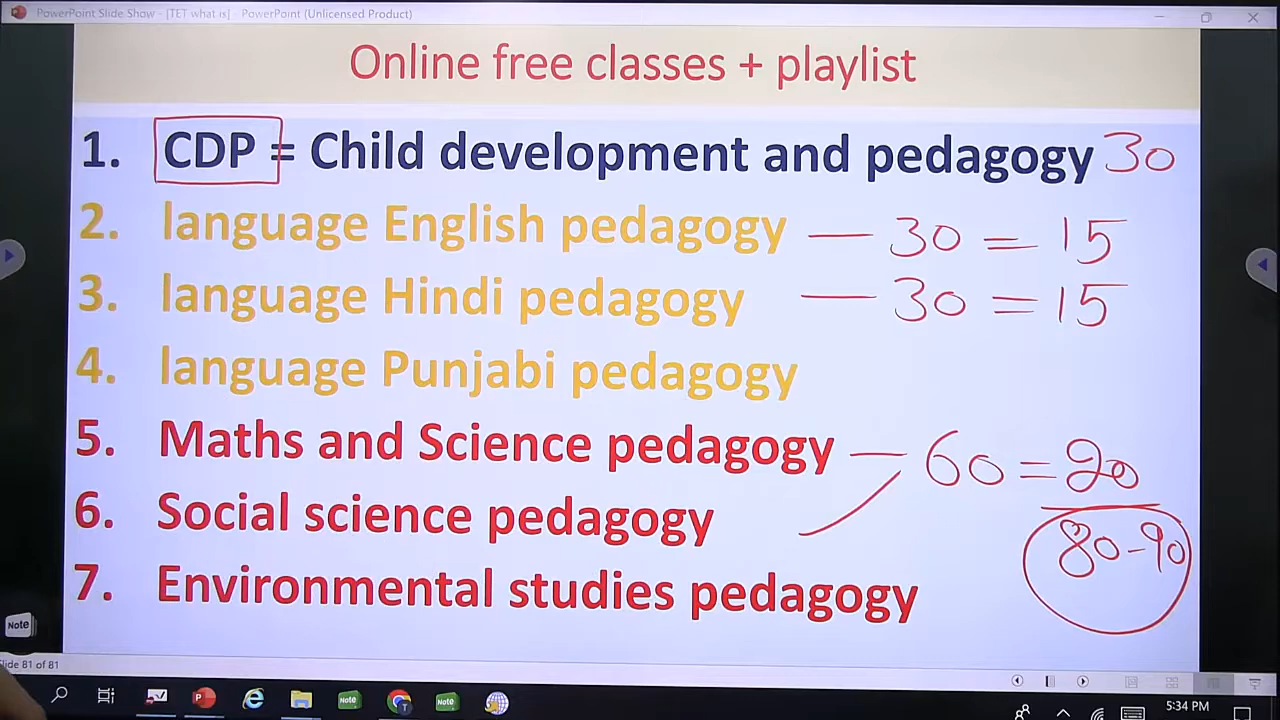 PowerPoint Slide Show - [TET what is] - PowerPoint (Unlicensed Product)
Online free classes + playlist
1. CDP = Child development and pedagogy 30
2. language English pedagogy — 30 = 15
3. language Hindi pedagogy — 30 = 15
4. language Punjabi pedagogy
5. Maths and Science pedagogy — 60 = 20
6. Social science pedagogy
80-90
7. Environmental studies pedagogy
Note
Slide 81 of 81
Note
Note
5:34 PM